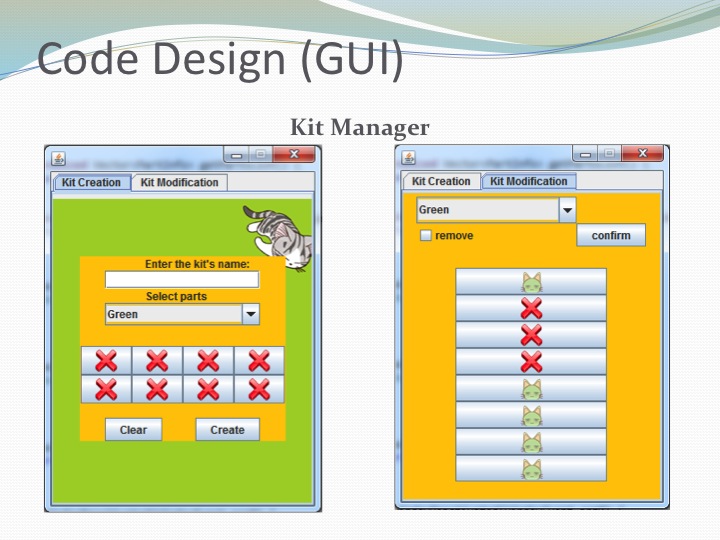 Code Design (GUI)
Kit Manager
Kit Creation
Kit Modification
Enter the kit's name:
Select parts
Green
Clear
Create
Kit Creation
Kit Modification
Green
remove
confirm